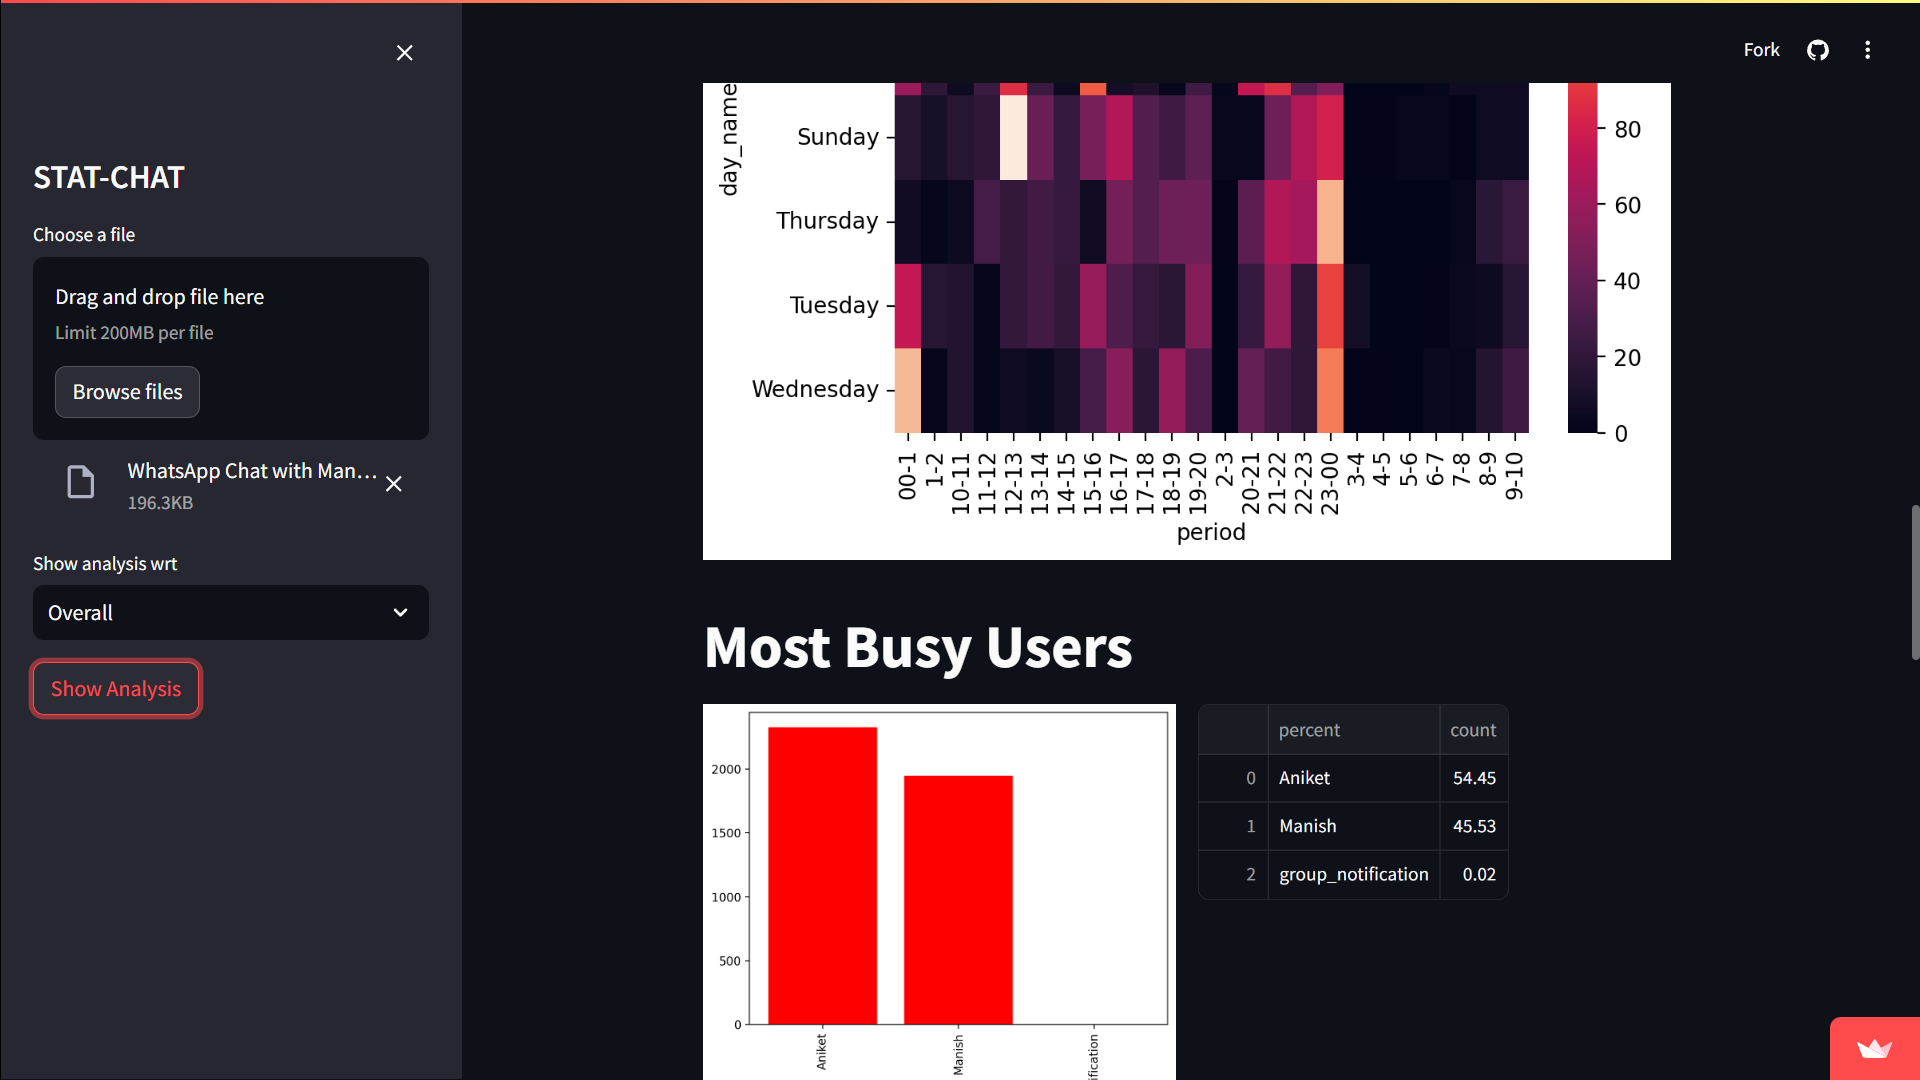 Fork
STAT-CHAT
Choose a file
Drag and drop file here
Limit 200MB per file
Browse files
WhatsApp Chat with Man...
196.3KB
Show analysis wrt
Overall
Show Analysis
day_name
Sunday
Thursday
Tuesday
Wednesday
00-1
1-2
10-11
11-12
12-13
13-14
14-15
15-16
16-17
17-18
18-19
19-20
2-3
20-21
21-22
22-23
23-00
3-4
4-5
5-6
6-7
7-8
8-9
9-10
period
80
60
40
20
0
Most Busy Users
2000
1500
1000
500
0
Aniket
Manish
ification
percent count
0 Aniket 54.45
1 Manish 45.53
2 group_notification 0.02